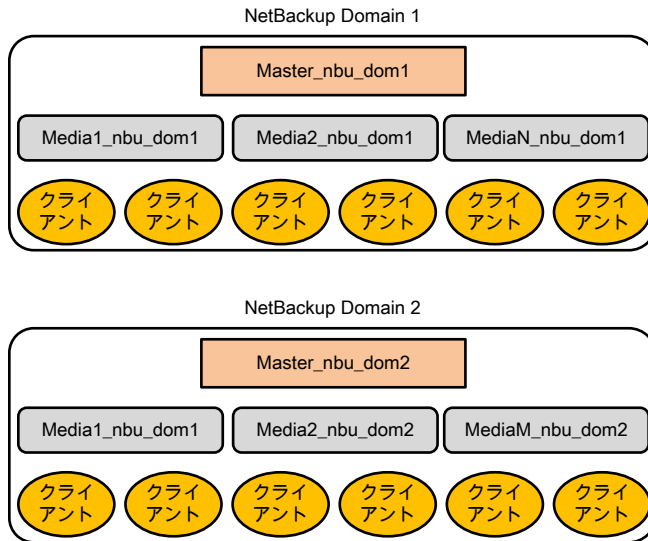 NetBackup Domain 1
Master_nbu_dom1
Media1_nbu_dom1 Media2_nbu_dom1 MediaN_nbu_dom1
クライ クライ クライ クライ クライ クライ
アント アント アント アント アント アント
NetBackup Domain 2
Master_nbu_dom2
Media1_nbu_dom1 Media2_nbu_dom2 MediaM_nbu_dom2
クライ クライ クライ クライ クライ クライ
アント アント アント アント アント アント